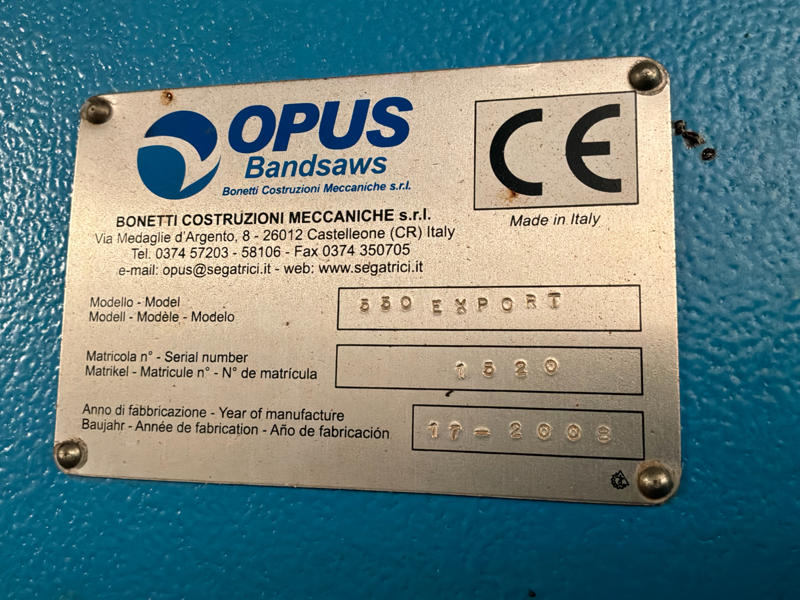 OPUS
Bandsaws
Bonetti Costruzioni Meccaniche s.r.l.
CE
Made in Italy
BONETTI COSTRUZIONI MECCANICHE s.r.l.
Via Medaglie d'Argento, 8 - 26012 Castelleone (CR) Italy
Tel. 0374 57203 - 58106 - Fax 0374 350705
e-mail: opus@segatrici.it - web: www.segatrici.it
Modello - Model
Modell - Modèle - Modelo
550 EXPORT
Matricola n° - Serial number
Matrikel - Matricule n° - N° de matrícula
1520
Anno di fabbricazione - Year of manufacture
Baujahr - Année de fabrication - Año de fabricación
11-2008